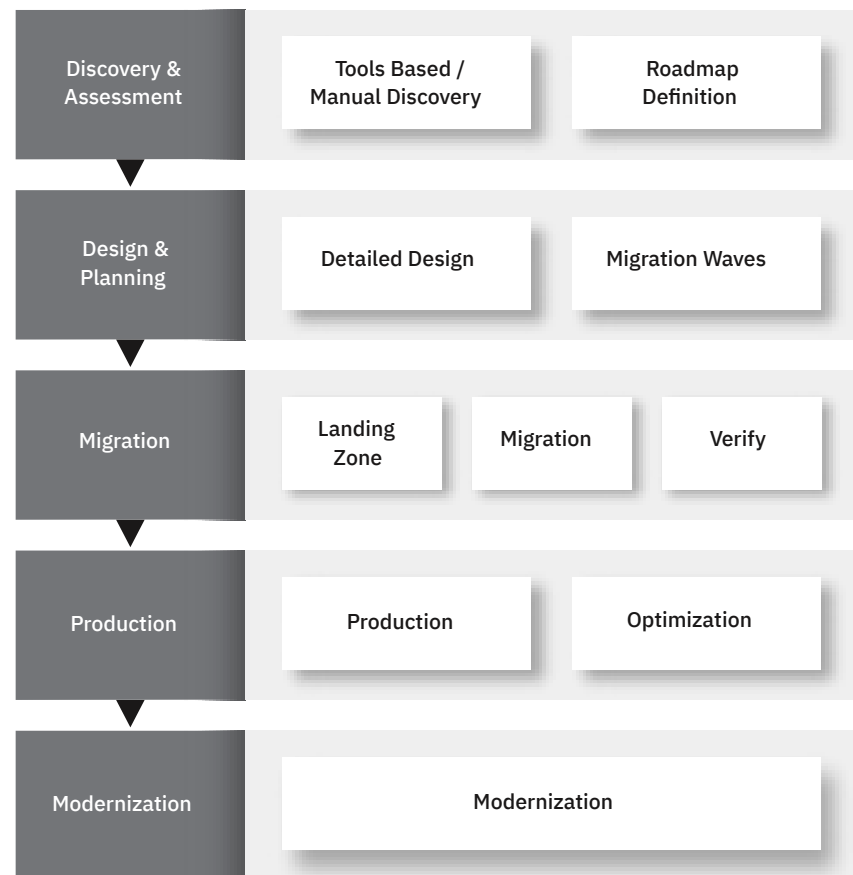 Discovery &
Assessment
Tools Based /
Manual Discovery
Roadmap
Definition
Design &
Planning
Detailed Design
Migration Waves
Migration
Landing
Zone
Migration
Verify
Production
Production
Optimization
Modernization
Modernization